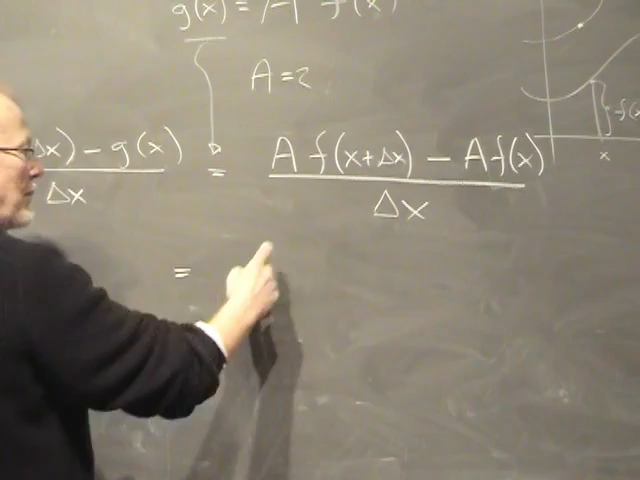 g(x) = A f(x)
A = 2
Δx) - g(x) = A f(x+Δx) - A f(x)
Δx Δx
=
f(x
x